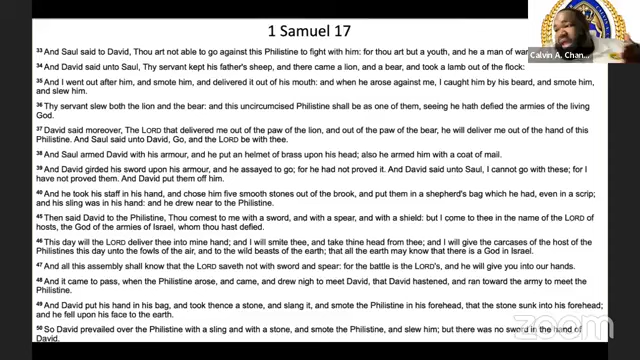 1 Samuel 17
33 And Saul said to David, Thou art not able to go against this Philistine to fight with him: for thou art but a youth, and he a man of war
Calvin A. Chan...
34 And David said unto Saul, Thy servant kept his father's sheep, and there came a lion, and a bear, and took a lamb out of the flock:
35 And I went out after him, and smote him, and delivered it out of his mouth: and when he arose against me, I caught him by his beard, and smote him,
and slew him.
36 Thy servant slew both the lion and the bear: and this uncircumcised Philistine shall be as one of them, seeing he hath defied the armies of the living
God.
37 David said moreover, The LORD that delivered me out of the paw of the lion, and out of the paw of the bear, he will deliver me out of the hand of this
Philistine. And Saul said unto David, Go, and the LORD be with thee.
38 And Saul armed David with his armour, and he put an helmet of brass upon his head; also he armed him with a coat of mail.
39 And David girded his sword upon his armour, and he assayed to go; for he had not proved it. And David said unto Saul, I cannot go with these; for I
have not proved them. And David put them off him.
40 And he took his staff in his hand, and chose him five smooth stones out of the brook, and put them in a shepherd's bag which he had, even in a scrip;
and his sling was in his hand: and he drew near to the Philistine.
45 Then said David to the Philistine, Thou comest to me with a sword, and with a spear, and with a shield: but I come to thee in the name of the LORD of
hosts, the God of the armies of Israel, whom thou hast defied.
46 This day will the LORD deliver thee into mine hand; and I will smite thee, and take thine head from thee; and I will give the carcases of the host of the
Philistines this day unto the fowls of the air, and to the wild beasts of the earth; that all the earth may know that there is a God in Israel.
47 And all this assembly shall know that the LORD saveth not with sword and spear: for the battle is the LORD's, and he will give you into our hands.
48 And it came to pass, when the Philistine arose, and came, and drew nigh to meet David, that David hastened, and ran toward the army to meet the
Philistine.
49 And David put his hand in his bag, and took thence a stone, and slang it, and smote the Philistine in his forehead, that the stone sunk into his forehead;
and he fell upon his face to the earth.
50 So David prevailed over the Philistine with a sling and with a stone, and smote the Philistine, and slew him; but there was no sword in the hand of
David.
zoom